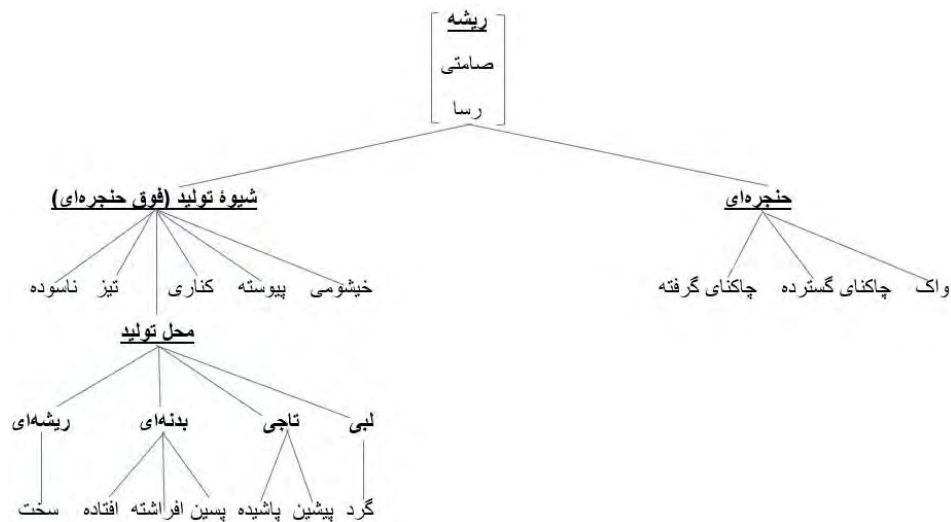 ریشه
صامتی
رسا
حنجره‌ای
شیوهٔ تولید (فوق حنجره‌ای)
واک
چاکنای گسترده
چاکنای گرفته
خیشومی
پیوسته
کناری
تیز
ناسوده
محل تولید
لبی
تاجی
بدنه‌ای
ریشه‌ای
گرد
پیشین
پاشیده
پسین
افراشته
افتاده
سخت